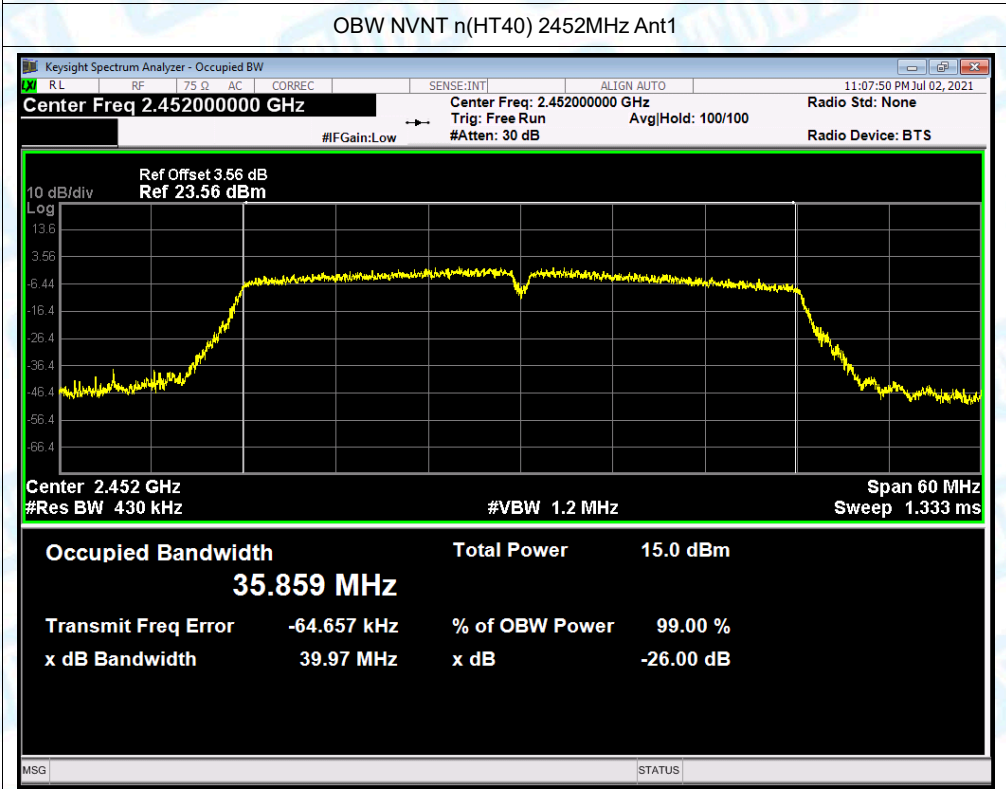 OBW NVNT n(HT40) 2452MHz Ant1
Keysight Spectrum Analyzer - Occupied BW
LXI RL RF 75 Ω AC CORREC SENSE:INT ALIGN AUTO 11:07:50 PM Jul 02, 2021
Center Freq 2.452000000 GHz Center Freq: 2.452000000 GHz Radio Std: None
Trig: Free Run Avg|Hold: 100/100
#IFGain:Low #Atten: 30 dB Radio Device: BTS
Ref Offset 3.56 dB
10 dB/div Ref 23.56 dBm
Log
13.6
3.56
-6.44
-16.4
-26.4
-36.4
-46.4
-56.4
-66.4
Center 2.452 GHz Span 60 MHz
#Res BW 430 kHz #VBW 1.2 MHz Sweep 1.333 ms
Occupied Bandwidth Total Power 15.0 dBm
35.859 MHz
Transmit Freq Error -64.657 kHz % of OBW Power 99.00 %
x dB Bandwidth 39.97 MHz x dB -26.00 dB
MSG STATUS